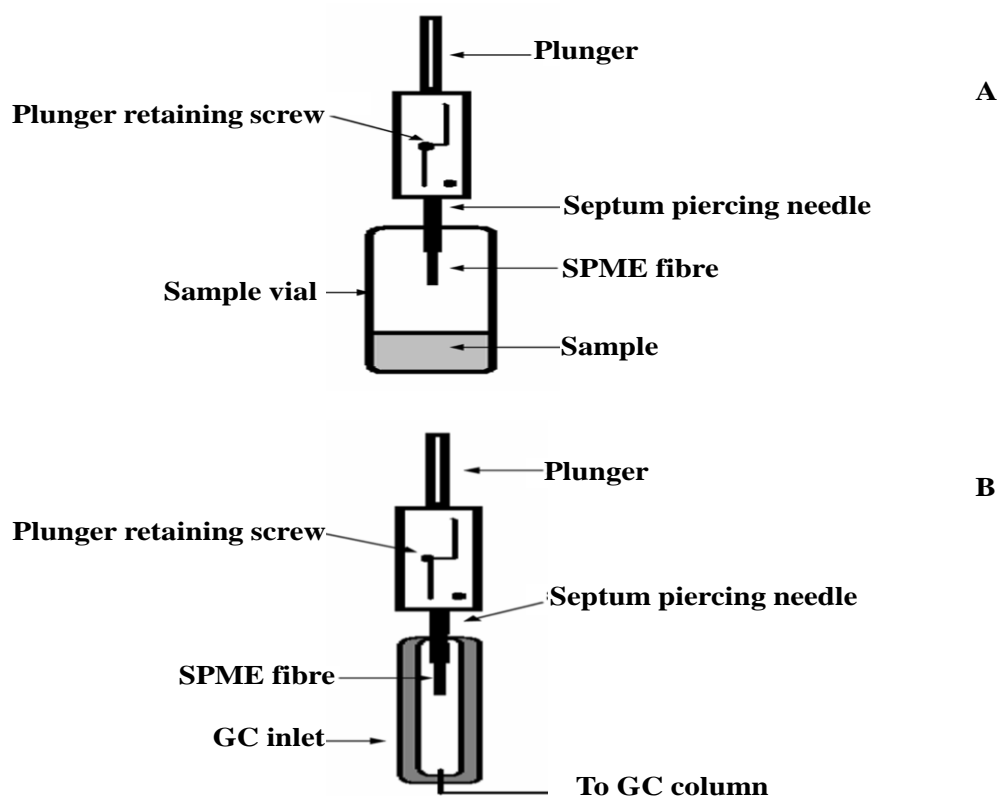 Plunger
A
Plunger retaining screw
Septum piercing needle
SPME fibre
Sample vial
Sample
Plunger
B
Plunger retaining screw
Septum piercing needle
SPME fibre
GC inlet
To GC column